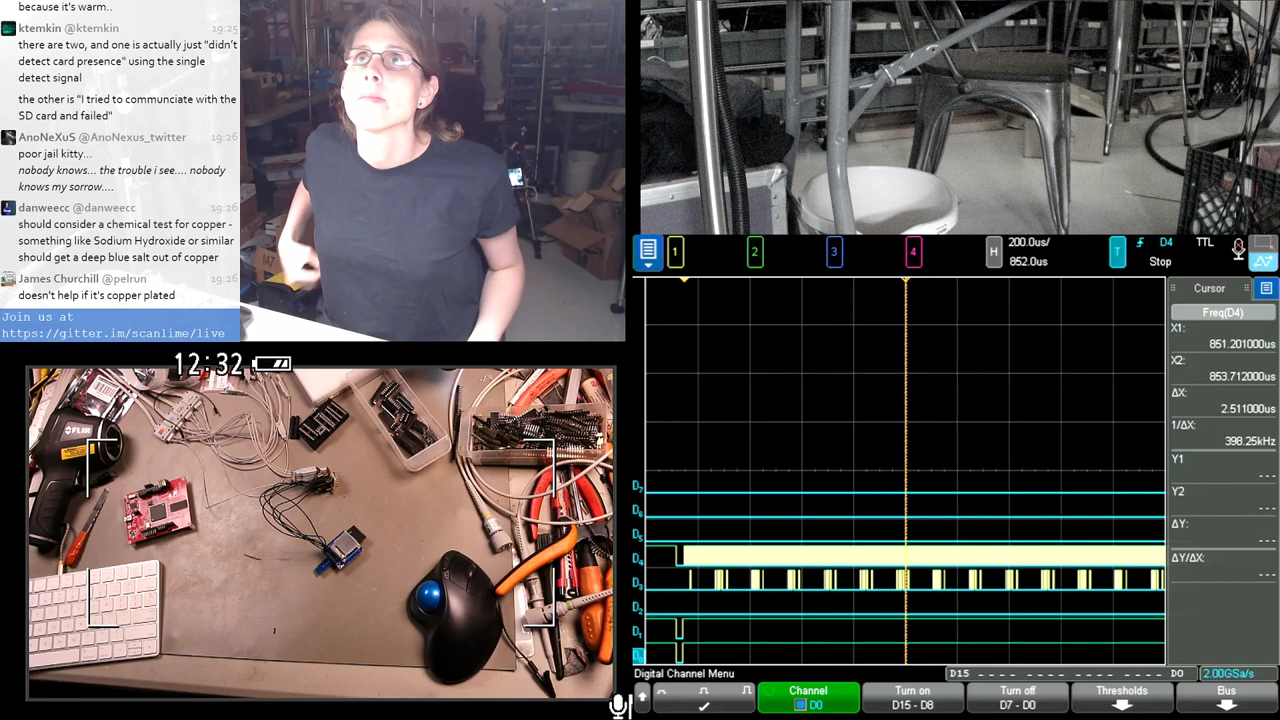 because it's warm..
ktemkin @ktemkin 19:25
there are two, and one is actually just "didn't
detect card presence" using the single
detect signal
the other is "I tried to communciate with the
SD card and failed"
AnoNeXuS @AnoNexus_twitter 19:26
poor jail kitty...
nobody knows... the trouble i see.... nobody
knows my sorrow....
danweecc @danweecc 19:26
should consider a chemical test for copper -
something like Sodium Hydroxide or similar
should get a deep blue salt out of copper
James Churchill @pelrun 19:26
doesn't help if it's copper plated
Join us at
https://gitter.im/scanlime/live
1A7
12:32
FLIR
1
2
3
4
H
200.0us/
852.0us
T
D4
TTL
Stop
Cursor
Freq(D4)
X1:
851.201000us
X2:
853.712000us
ΔX:
2.511000us
1/ΔX:
398.25kHz
Y1
---
Y2
---
ΔY:
---
ΔY/ΔX:
---
D7
D6
D5
D4
D3
D2
D1
D0
Digital Channel Menu
D15 - ---- ---- ---- D0
2.00GSa/s
Channel
D0
Turn on
D15 - D8
Turn off
D7 - D0
Thresholds
Bus